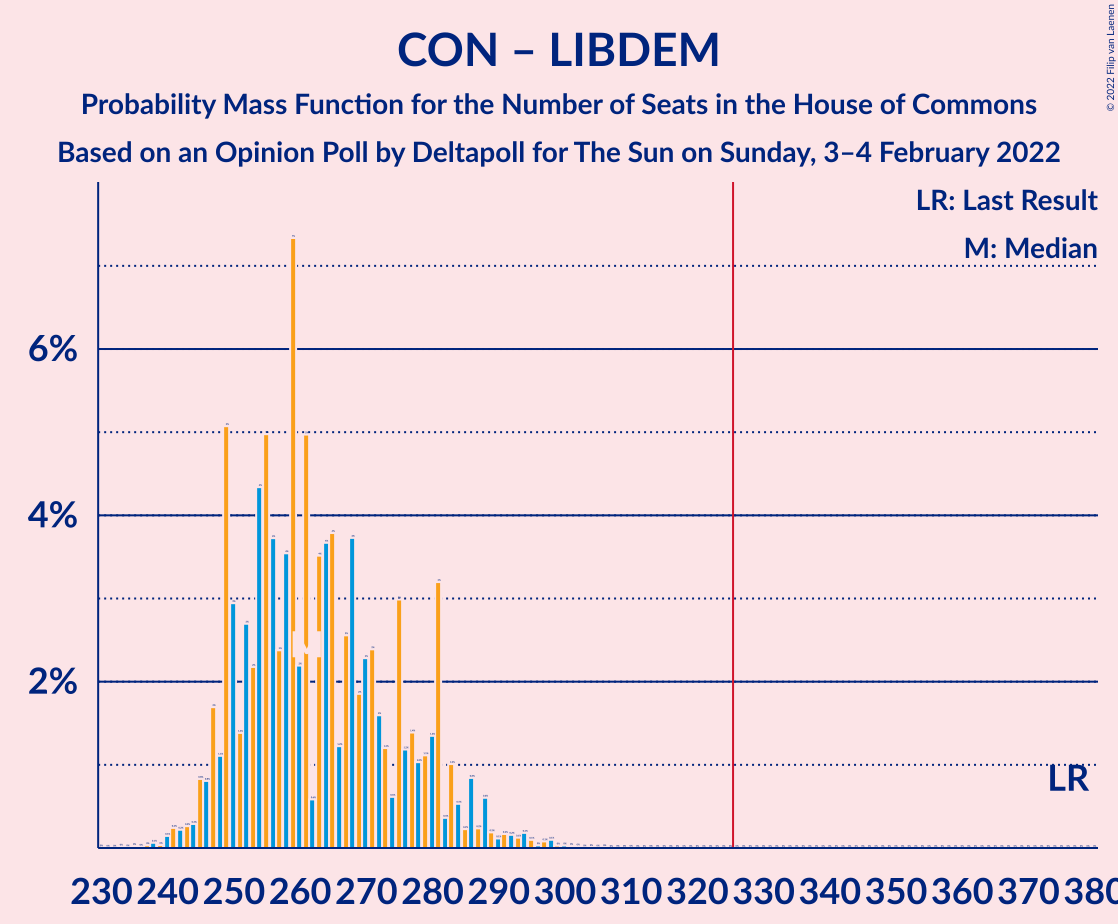 CON – LIBDEM
Probability Mass Function for the Number of Seats in the House of Commons
Based on an Opinion Poll by Deltapoll for The Sun on Sunday, 3–4 February 2022
© 2022 Filip van Laenen
LR: Last Result
M: Median
6%
4%
2%
M
LR
230 240 250 260 270 280 290 300 310 320 330 340 350 360 370 380